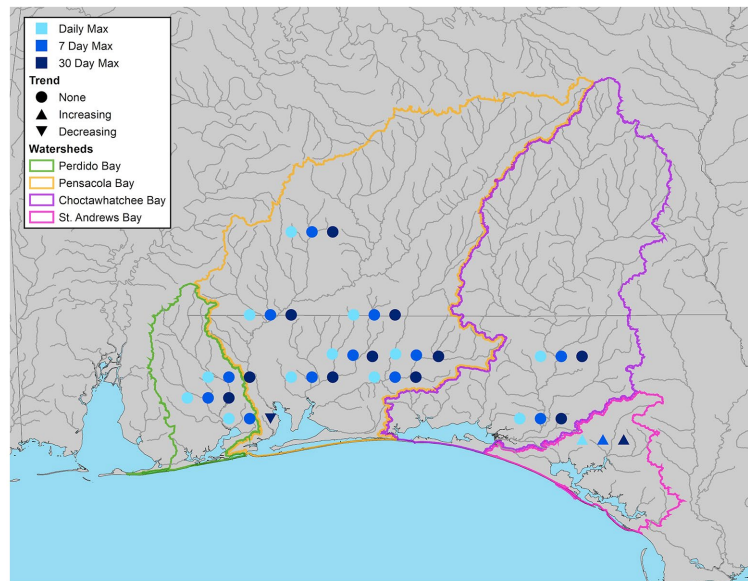 Daily Max
7 Day Max
30 Day Max
Trend
None
Increasing
Decreasing
Watersheds
Perdido Bay
Pensacola Bay
Choctawhatchee Bay
St. Andrews Bay